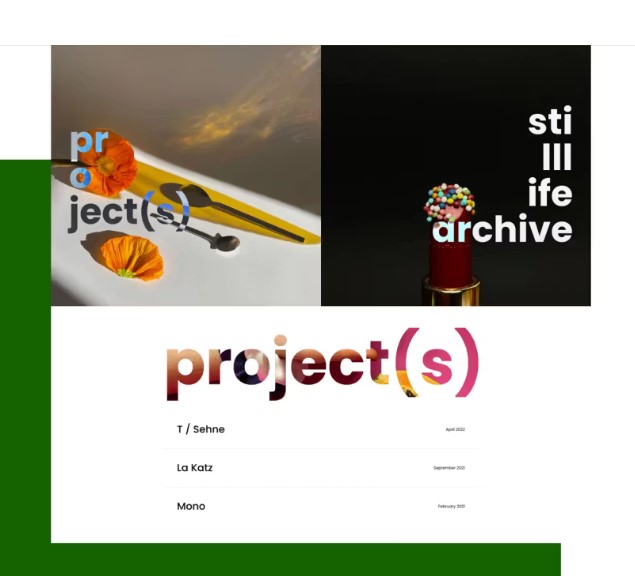 pr
o
ject(s)
sti
lll
ife
archive
project(s)
T / Sehne
April 2022
La Katz
September 2021
Mono
February 2021